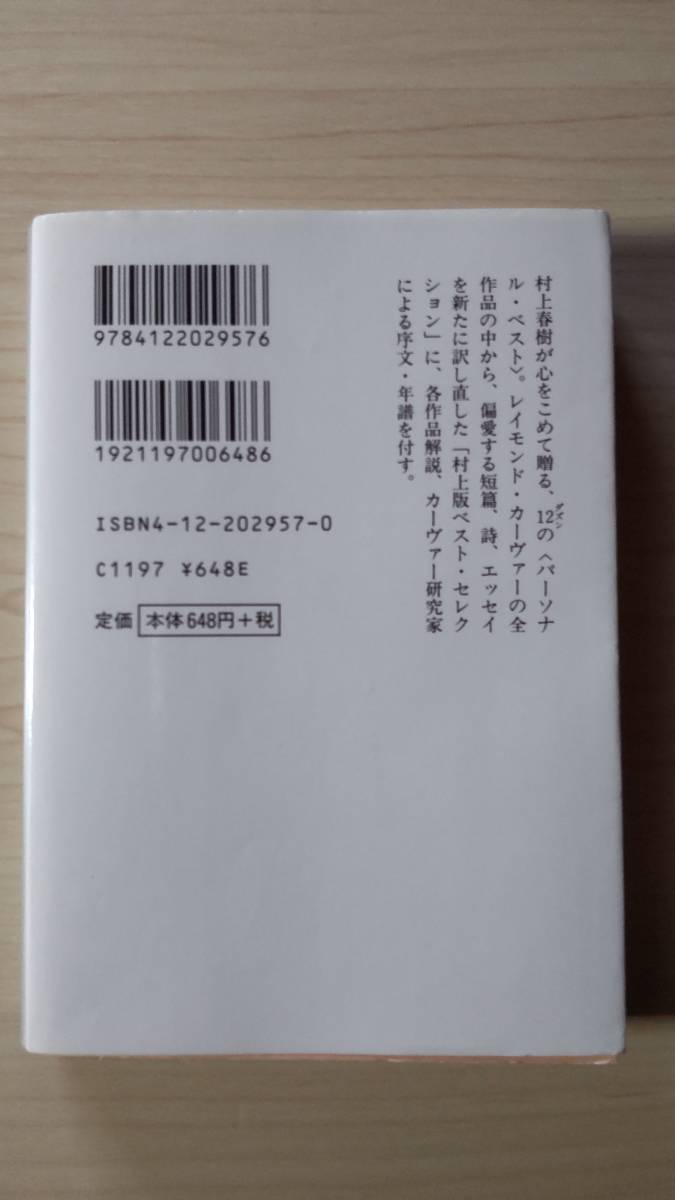 村上春樹が心をこめて贈る、12の〈パーソナ
ダズン
ル・ベスト〉。レイモンド・カーヴァーの全
作品の中から、偏愛する短篇、詩、エッセイ
を新たに訳し直した「村上版ベスト・セレク
ション」に、各作品解説、カーヴァー研究家
による序文・年譜を付す。
9784122029576
1921197006486
ISBN4-12-202957-0
C1197 ¥648E
定価 本体648円+税